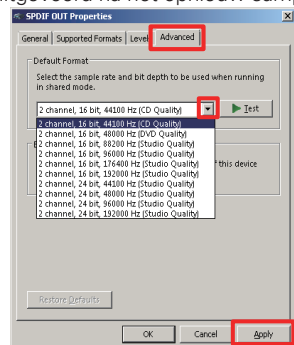 SPDIF OUT Properties
General Supported Formats Levels Advanced
Default Format
Select the sample rate and bit depth to be used when running
in shared mode.
2 channel, 16 bit, 44100 Hz (CD Quality)
Test
2 channel, 16 bit, 44100 Hz (CD Quality)
2 channel, 16 bit, 48000 Hz (DVD Quality)
2 channel, 16 bit, 88200 Hz (Studio Quality)
2 channel, 16 bit, 96000 Hz (Studio Quality)
2 channel, 16 bit, 176400 Hz (Studio Quality)
2 channel, 16 bit, 192000 Hz (Studio Quality)
2 channel, 24 bit, 44100 Hz (Studio Quality)
2 channel, 24 bit, 48000 Hz (Studio Quality)
2 channel, 24 bit, 96000 Hz (Studio Quality)
2 channel, 24 bit, 192000 Hz (Studio Quality)
this device
Restore Defaults
OK Cancel Apply